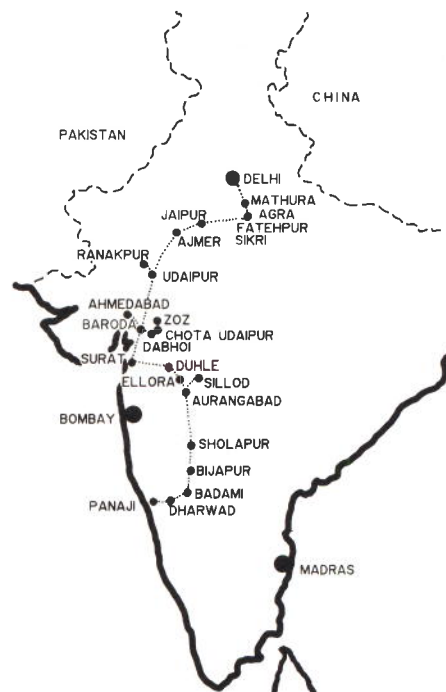 CHINA
PAKISTAN
DELHI
MATHURA
JAIPUR
AGRA
FATEHPUR
SIKRI
AJMER
RANAKPUR
UDAIPUR
AHMEDABAD
ZOZ
BARODA
CHOTA UDAIPUR
DABHOI
SURAT
DUHLE
ELLORA
SILLOD
AURANGABAD
BOMBAY
SHOLAPUR
BIJAPUR
BADAMI
PANAJI
DHARWAD
MADRAS